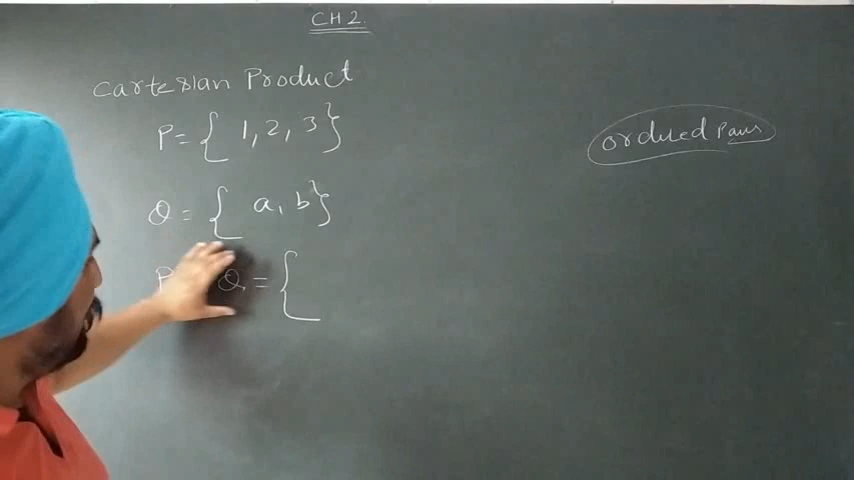 CH 2.
Cartesian Product
P = { 1, 2, 3 }
ordered Pairs
Q = { a, b }
P Q = {